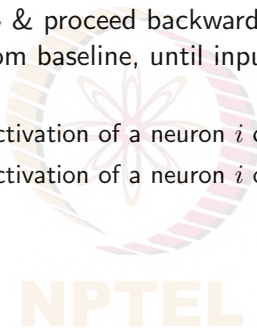 & proceed backward
om baseline, until inpu
ctivation of a neuron i
ctivation of a neuron i
NPTEL